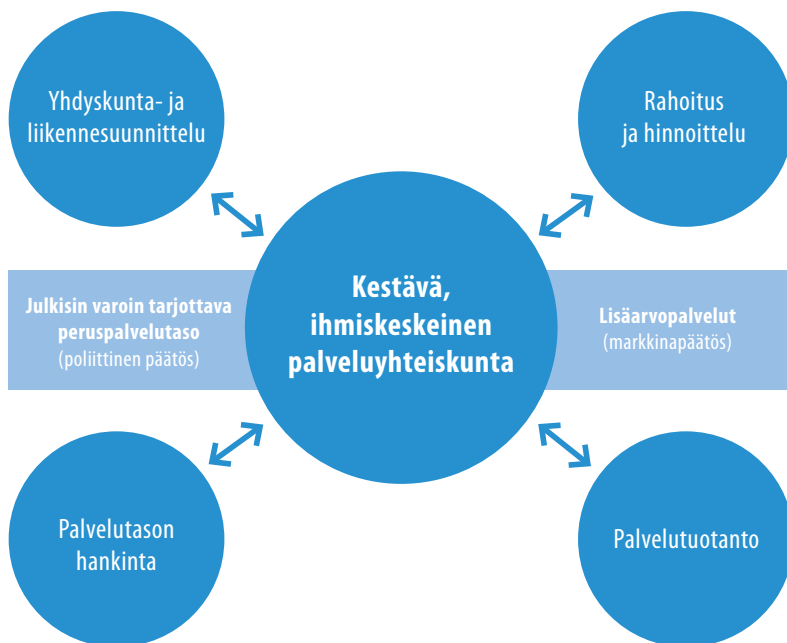 Yhdyskunta- ja
liikennesuunnittelu
Rahoitus
ja hinnoittelu
Julkisin varoin tarjottava
peruspalvelutaso
(poliittinen päätös)
Kestävä,
ihmiskeskeinen
palveluyhteiskunta
Lisäarvopalvelut
(markkinapäätös)
Palvelutason
hankinta
Palvelutuotanto